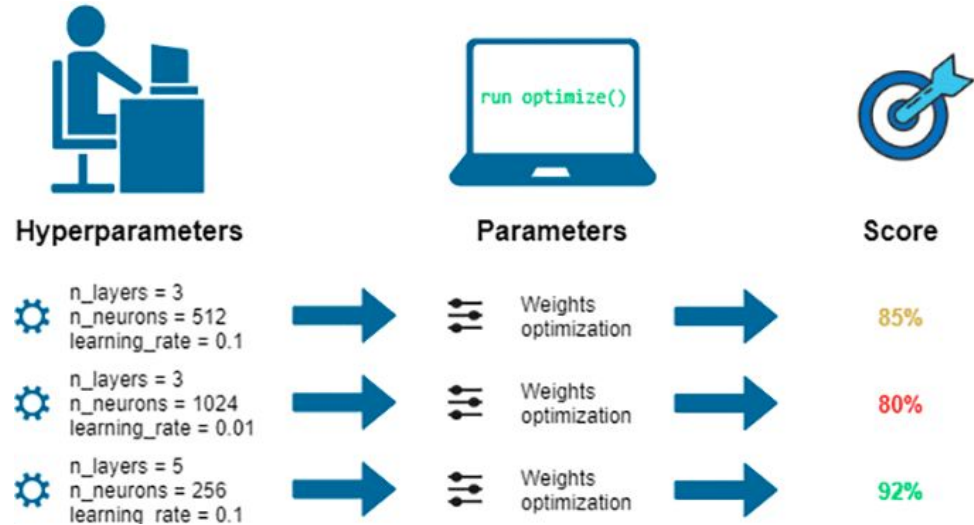 run optimize()
Hyperparameters
Parameters
Score
n_layers = 3
n_neurons = 512
learning_rate = 0.1
Weights
optimization
85%
n_layers = 3
n_neurons = 1024
learning_rate = 0.01
Weights
optimization
80%
n_layers = 5
n_neurons = 256
learning_rate = 0.1
Weights
optimization
92%